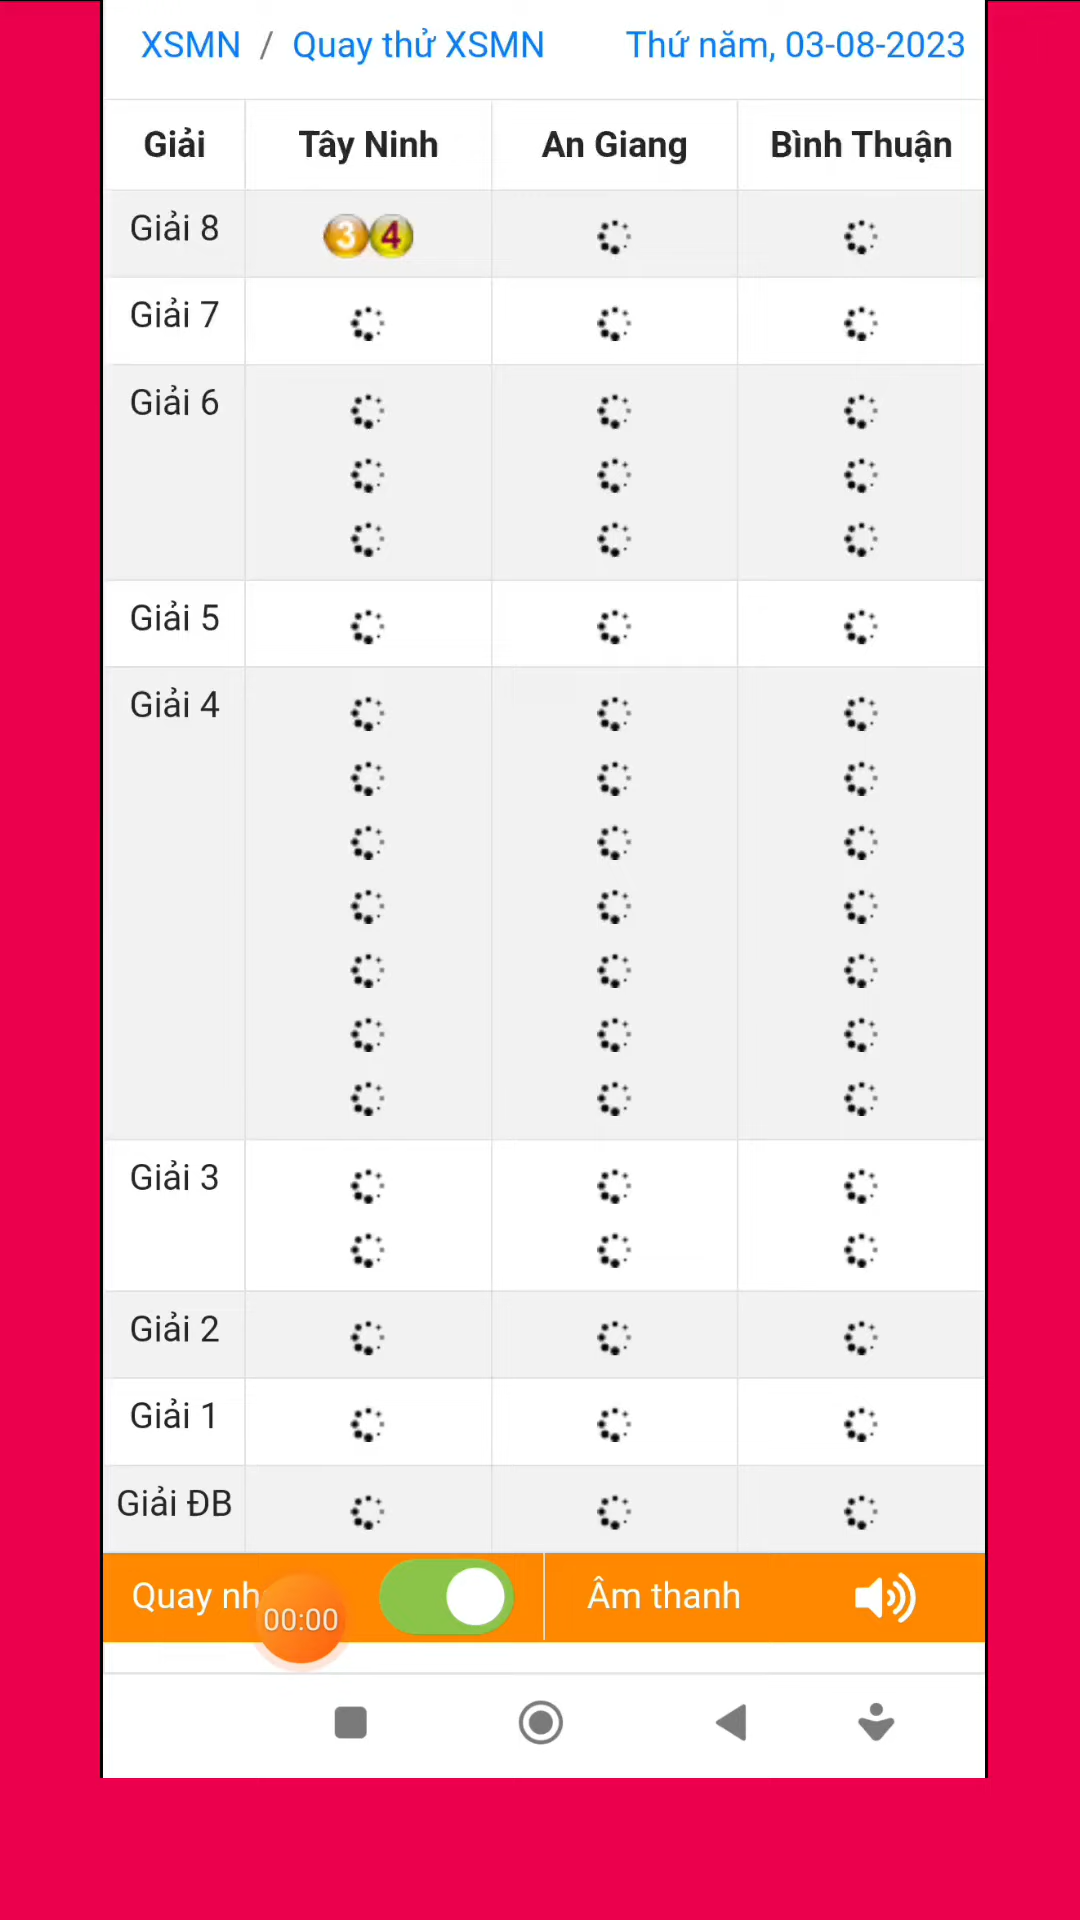 XSMN / Quay thử XSMN Thứ năm, 03-08-2023
Giải Tây Ninh An Giang Bình Thuận
Giải 8 34
Giải 7
Giải 6
Giải 5
Giải 4
Giải 3
Giải 2
Giải 1
Giải ĐB
Quay nh 00:00 Âm thanh